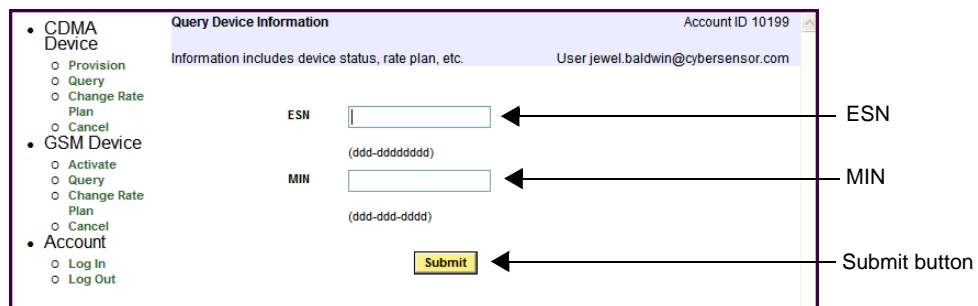 • CDMA
Device
o Provision
o Query
o Change Rate
Plan
o Cancel
• GSM Device
o Activate
o Query
o Change Rate
Plan
o Cancel
• Account
o Log In
o Log Out
Query Device Information
Account ID 10199
Information includes device status, rate plan, etc.
User jewel.baldwin@cybersensor.com
ESN
(ddd-dddddddd)
MIN
(ddd-ddd-dddd)
Submit
ESN
MIN
Submit button